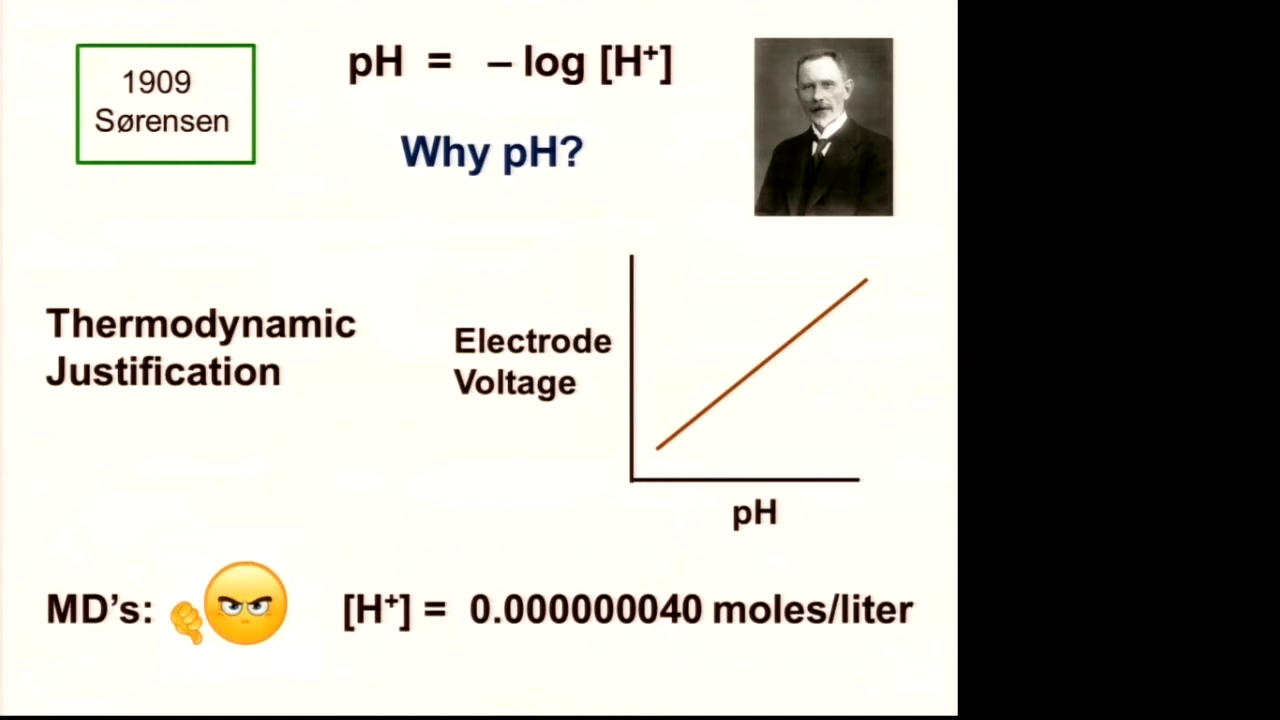 1909
Sørensen
pH = – log [H⁺]
Why pH?
Thermodynamic
Justification
Electrode
Voltage
pH
MD’s:
[H⁺] = 0.000000040 moles/liter